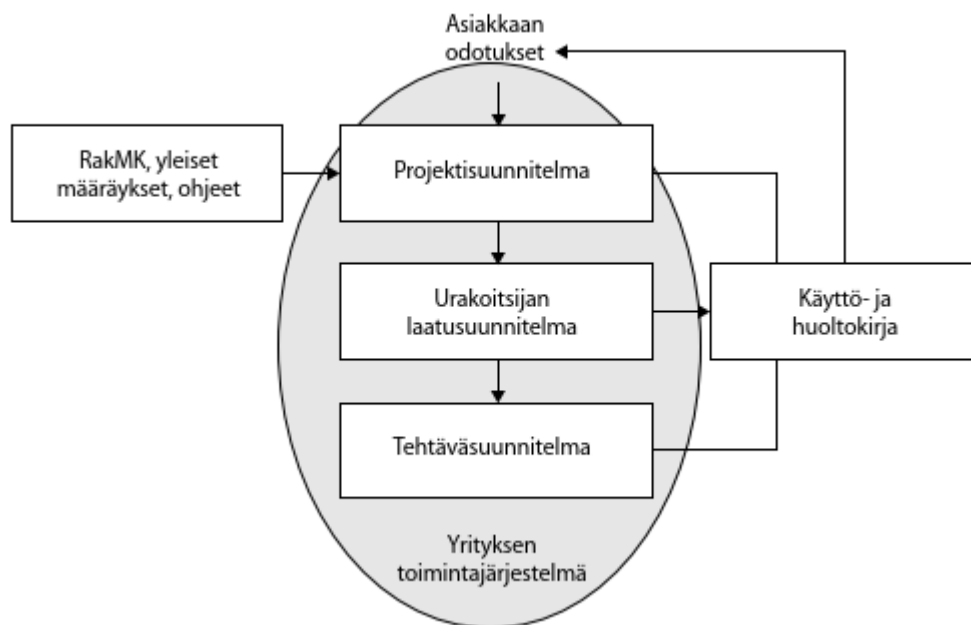 Asiakkaan
odotukset
RakMK, yleiset
määräykset, ohjeet
Projektisuunnitelma
Urakoitsijan
laatusuunnitelma
Käyttö- ja
huoltokirja
Tehtäväsuunnitelma
Yrityksen
toimintajärjestelmä